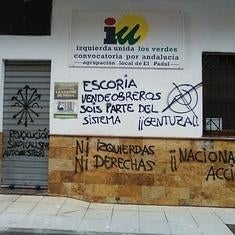 iu
izquierda unida los verdes
convocatoria por andalucía
agrupación local de El Padul
ESCORIA
VENDEOBREROS
SOIS PARTE DEL
SISTEMA ¡¡GENTUZA!!
REVOLUCIÓN
SINDICALISMO
AUTOGESTIÓN
NI IZQUIERDAS
NI DERECHAS
¡¡NACIONAL
ACCI